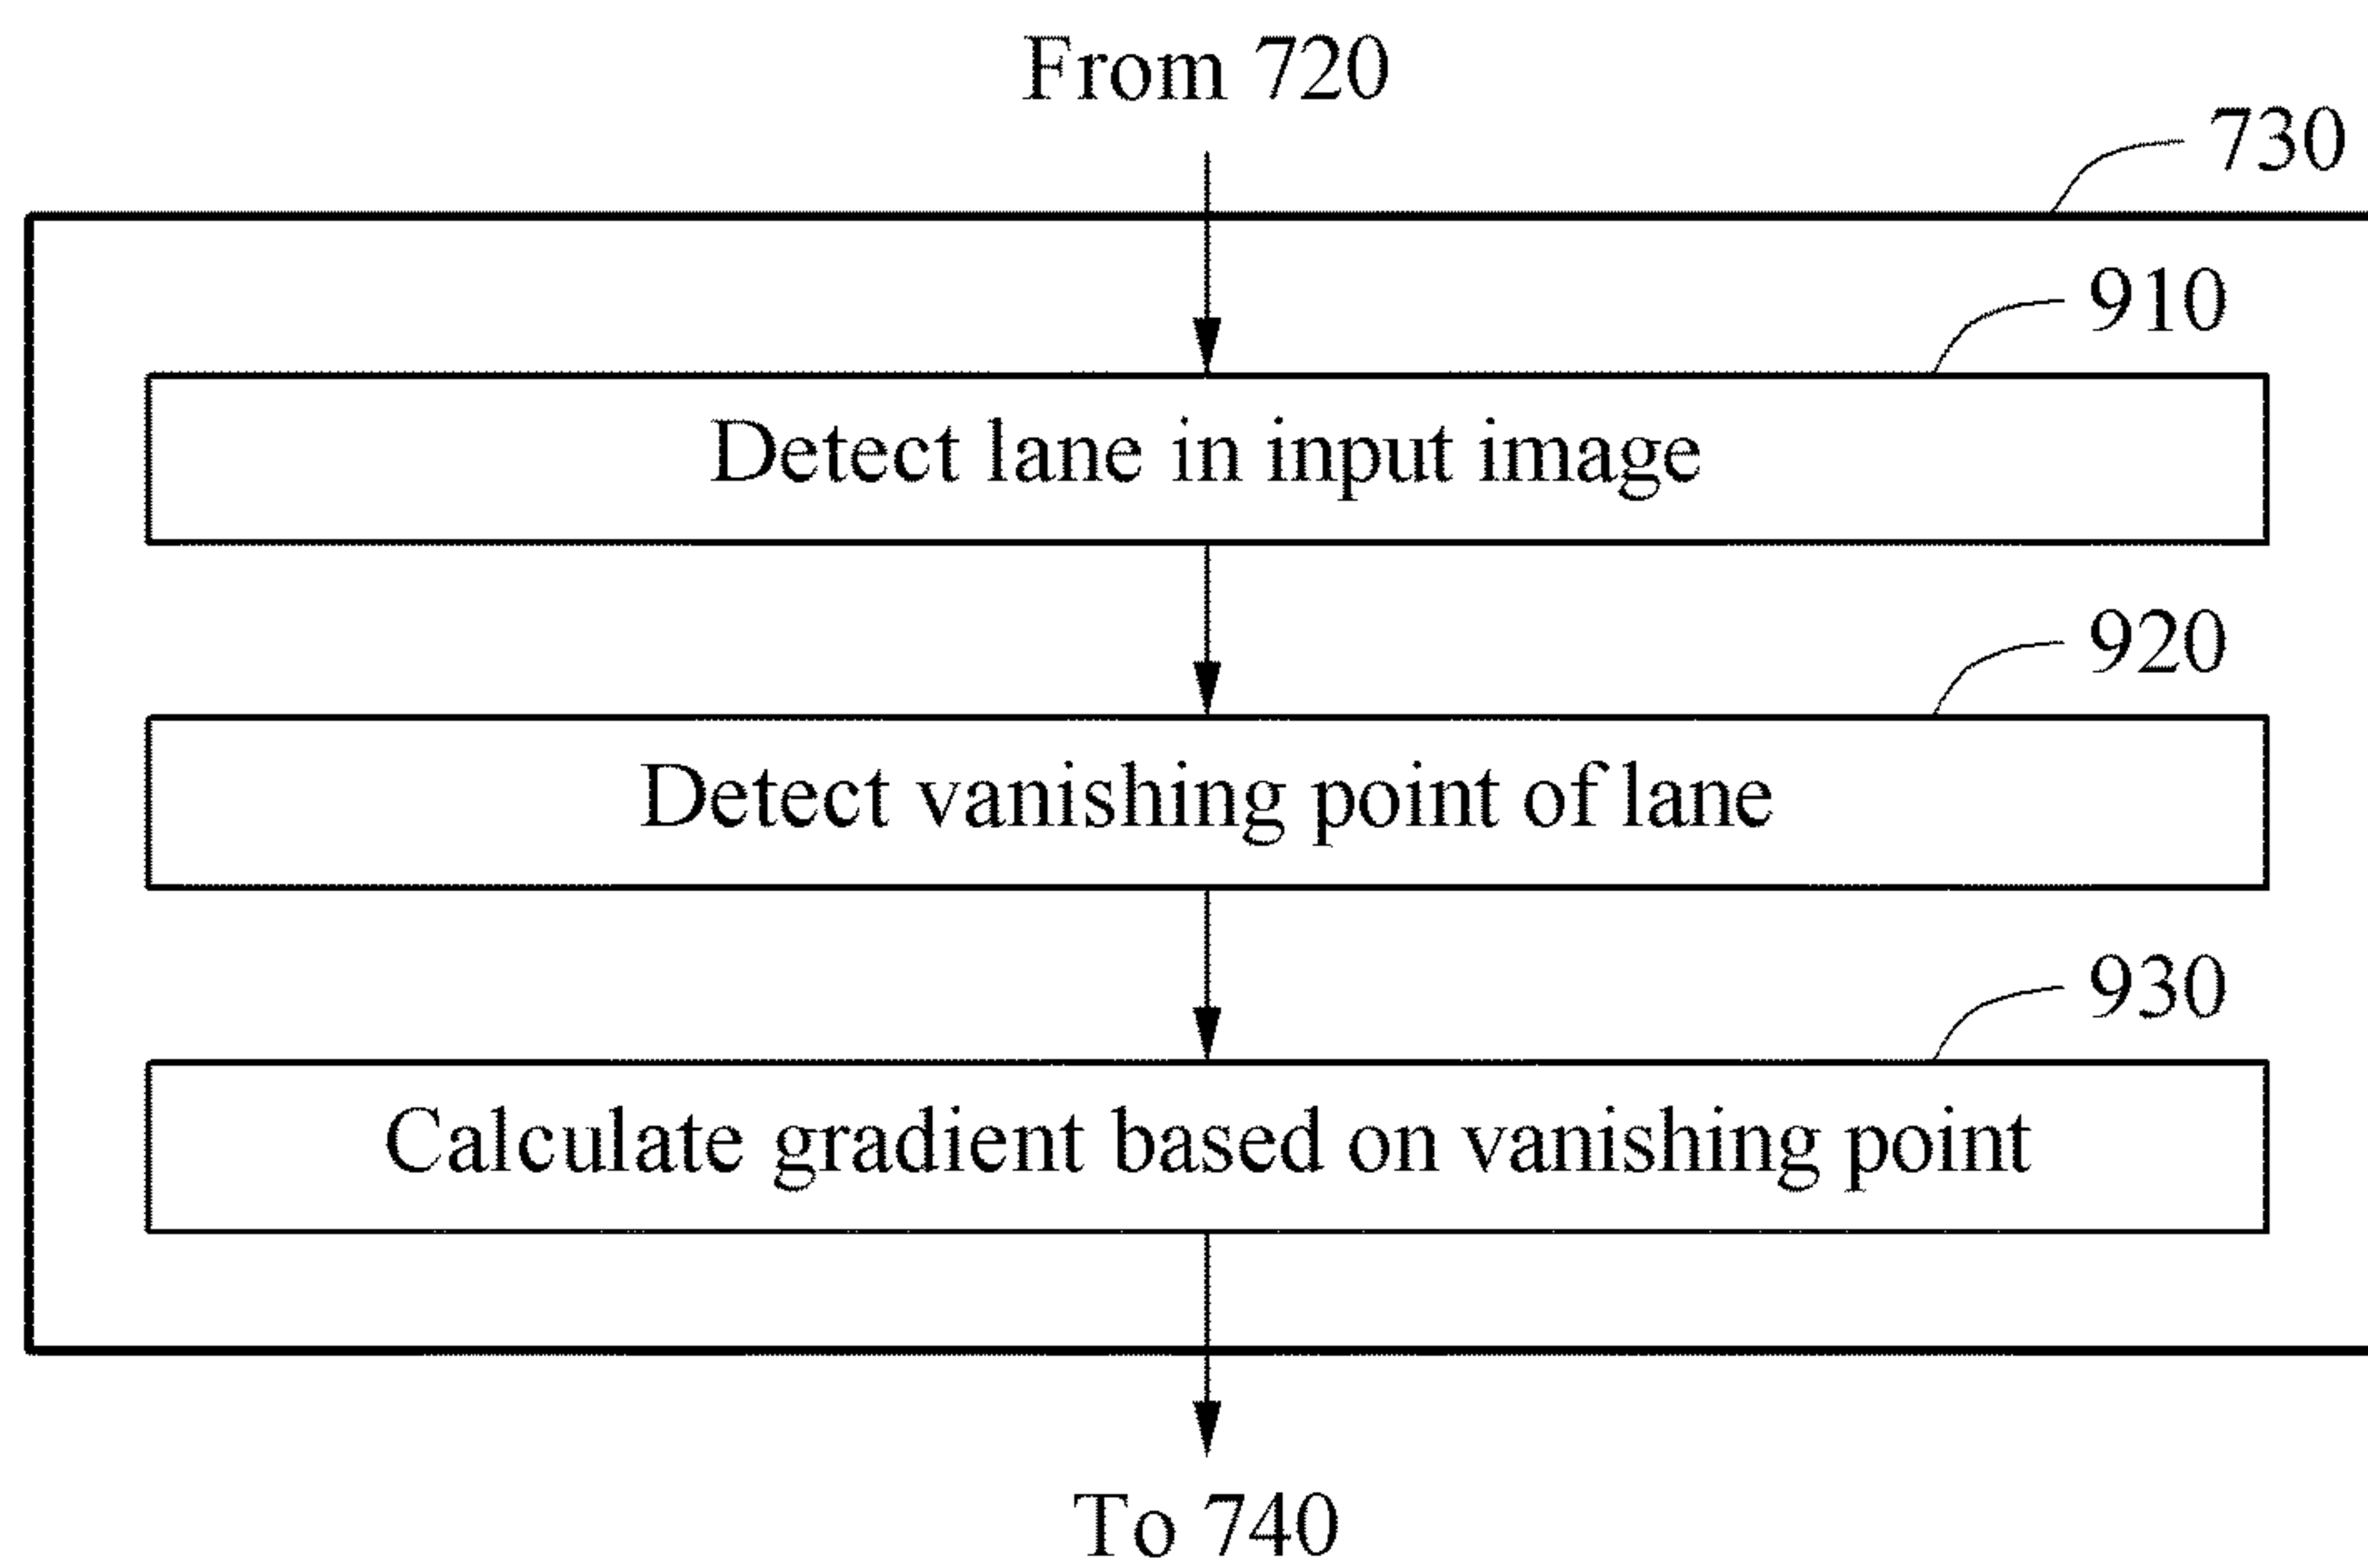 From 720
730
910
Detect lane in input image
920
Detect vanishing point of lane
930
Calculate gradient based on vanishing point
To 740